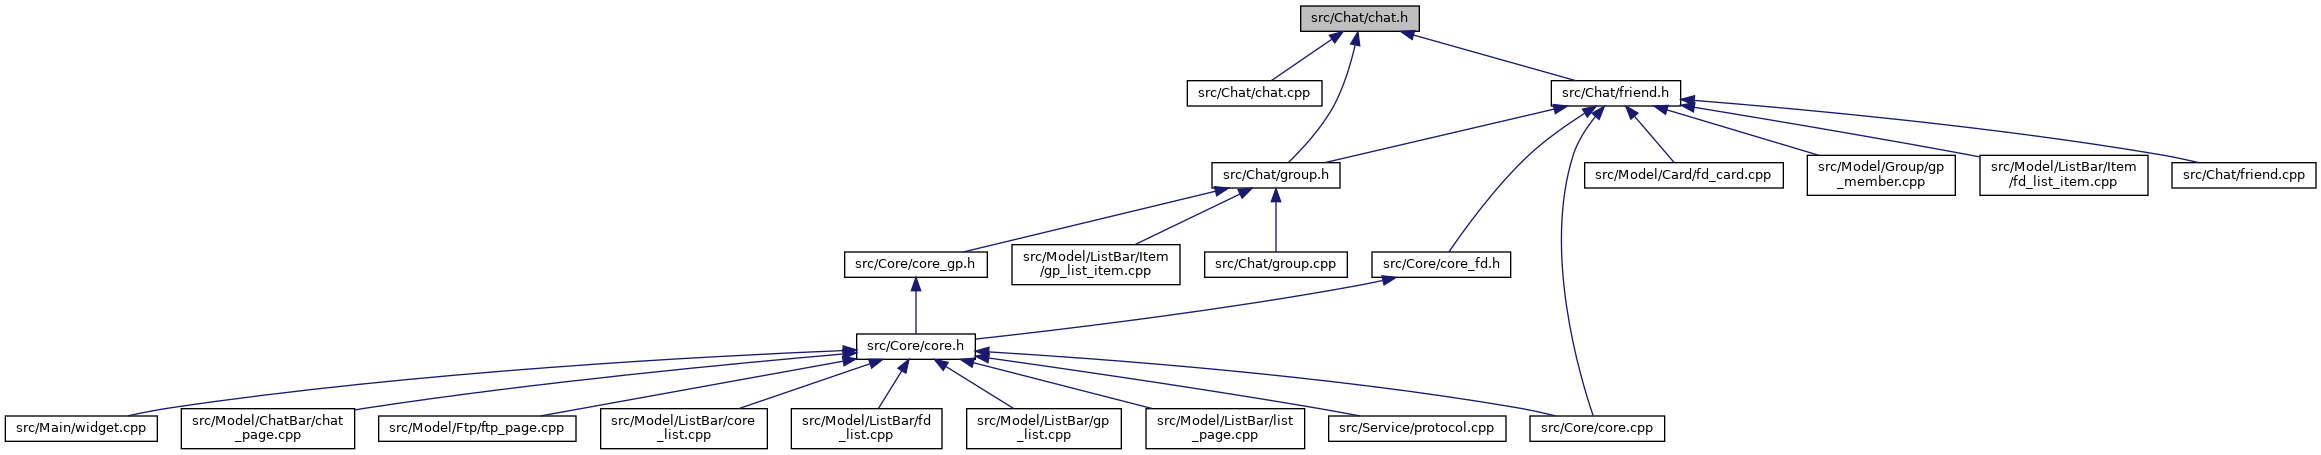 src/Chat/chat.h
src/Chat/chat.cpp
src/Chat/friend.h
src/Chat/group.h
src/Model/Card/fd_card.cpp
src/Model/Group/gp
_member.cpp
src/Model/ListBar/Item
/fd_list_item.cpp
src/Chat/friend.cpp
src/Core/core_gp.h
src/Model/ListBar/Item
/gp_list_item.cpp
src/Chat/group.cpp
src/Core/core_fd.h
src/Core/core.h
src/Main/widget.cpp
src/Model/ChatBar/chat
_page.cpp
src/Model/Ftp/ftp_page.cpp
src/Model/ListBar/core
_list.cpp
src/Model/ListBar/fd
_list.cpp
src/Model/ListBar/gp
_list.cpp
src/Model/ListBar/list
_page.cpp
src/Service/protocol.cpp
src/Core/core.cpp